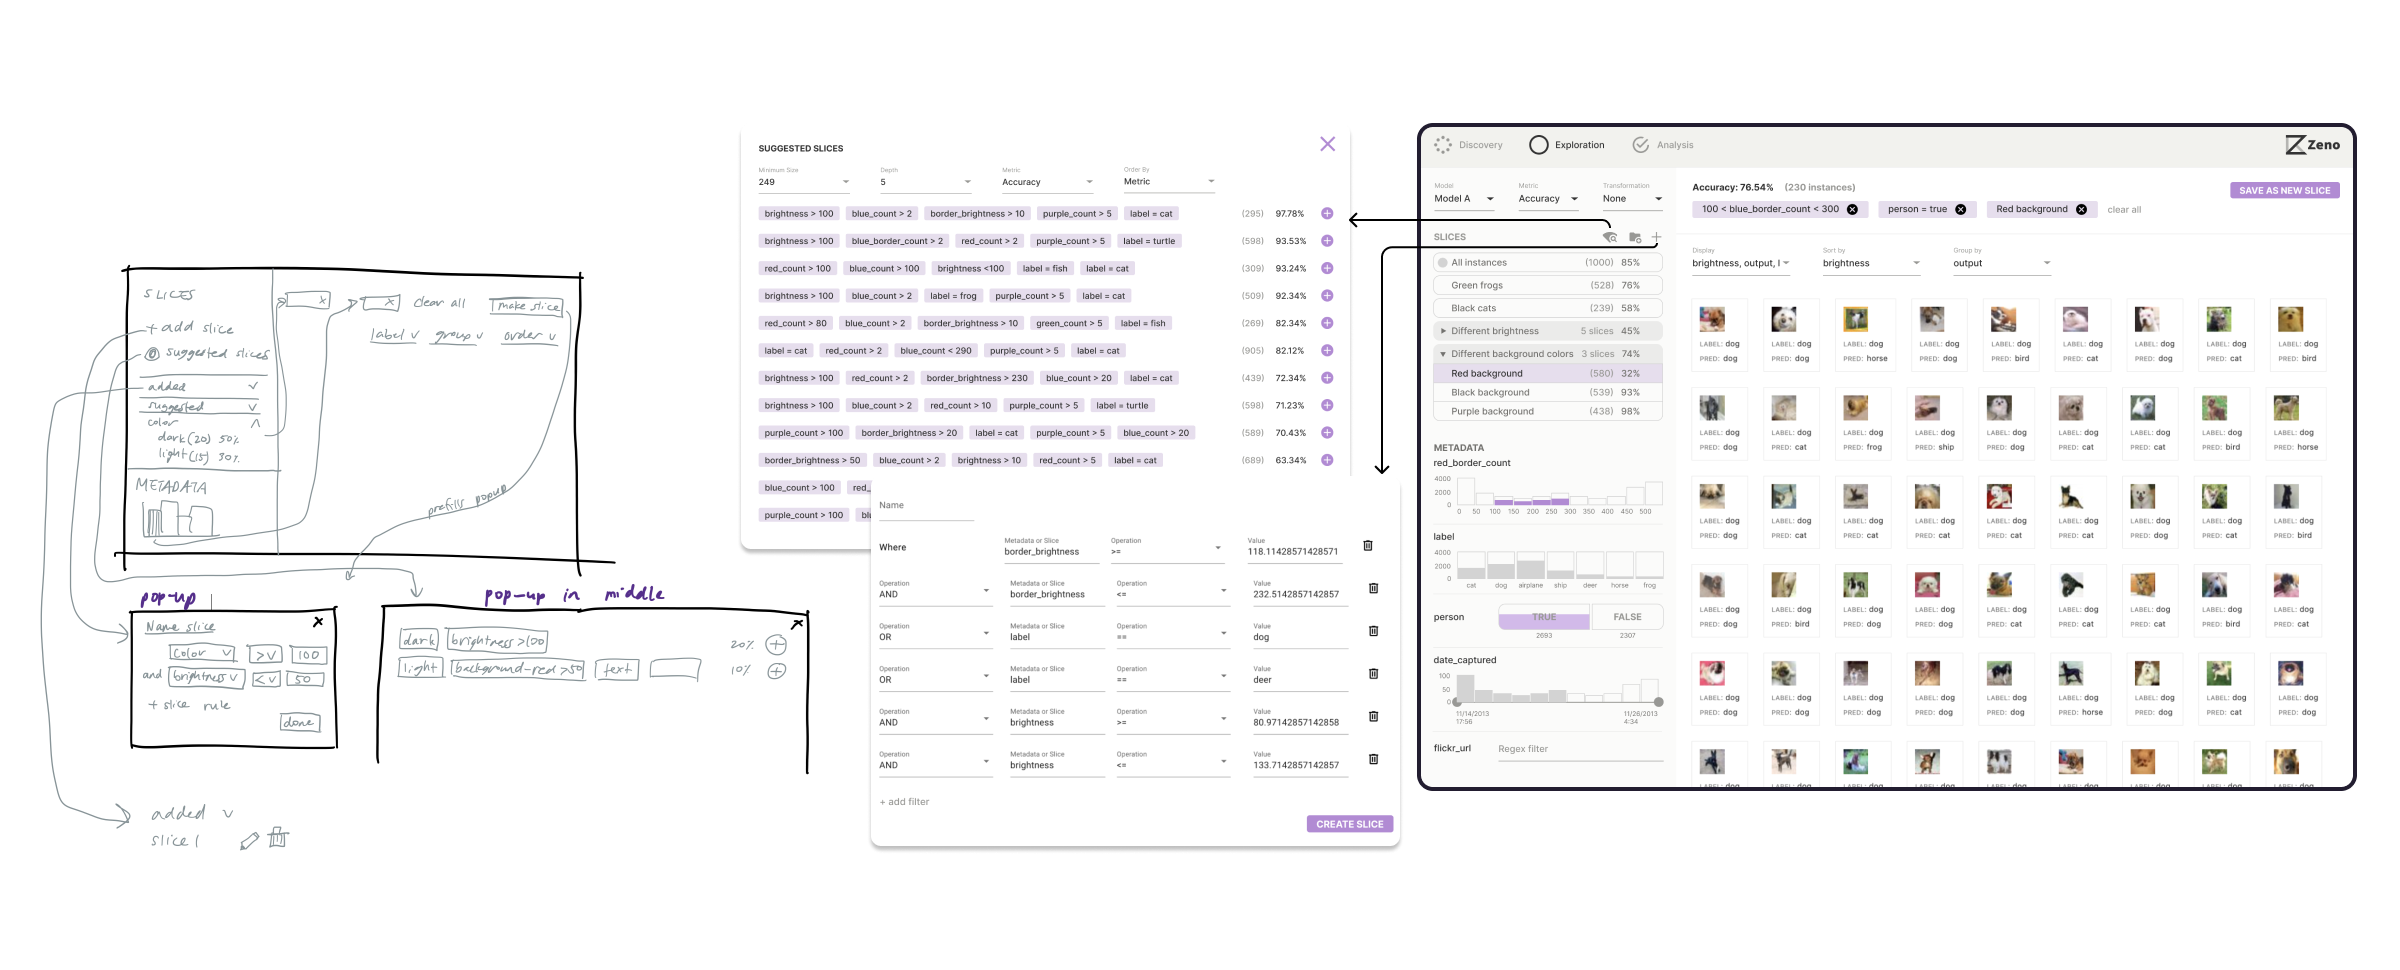 SLICES
+ add slice
suggested slices
added
suggested
color
dark (20) 50%
light (15) 30%
METADATA
x
x
clear all
make slice
label
group
order
prefills popup
pop-up
x
Name slice
color
> v
100
and
brightness
< v
50
+ slice rule
done
added
slice 1
pop-up in middle
x
dark
brightness>100
20%
light
background-red >50
text
10%
SUGGESTED SLICES
Minimum Size
249
Depth
5
Metric
Accuracy
Order By
Metric
brightness > 100 blue_count > 2 border_brightness > 10 purple_count > 5 label = cat (295) 97.78%
brightness > 100 blue_border_count > 2 red_count > 2 purple_count > 5 label = turtle (598) 93.53%
red_count > 100 blue_count > 100 brightness <100 label = fish label = cat (309) 93.24%
brightness > 100 blue_count > 2 label = frog purple_count > 5 label = cat (509) 92.34%
red_count > 80 blue_count > 2 border_brightness > 10 green_count > 5 label = fish (269) 82.34%
label = cat red_count > 2 blue_count < 290 purple_count > 5 label = cat (905) 82.12%
brightness > 100 red_count > 2 border_brightness > 230 blue_count > 20 label = cat (439) 72.34%
brightness > 100 blue_count > 2 red_count > 10 purple_count > 5 label = turtle (598) 71.23%
purple_count > 100 border_brightness > 20 label = cat purple_count > 5 blue_count > 20 (589) 70.43%
border_brightness > 50 blue_count > 2 brightness > 10 red_count > 5 label = cat (689) 63.34%
blue_count > 100 red_
purple_count > 100
Name
Where
Metadata or Slice
border_brightness
Operation
>=
Value
118.11428571428571
Operation
AND
Metadata or Slice
border_brightness
Operation
<=
Value
232.5142857142857
Operation
OR
Metadata or Slice
label
Operation
==
Value
dog
Operation
OR
Metadata or Slice
label
Operation
==
Value
deer
Operation
AND
Metadata or Slice
brightness
Operation
>=
Value
80.97142857142858
Operation
AND
Metadata or Slice
brightness
Operation
<=
Value
133.7142857142857
+ add filter
CREATE SLICE
Discovery
Exploration
Analysis
Zeno
Model
Model A
Metric
Accuracy
Transformation
None
SLICES
All instances (1000) 85%
Green frogs (528) 76%
Black cats (239) 58%
Different brightness 5 slices 45%
Different background colors 3 slices 74%
Red background (580) 32%
Black background (539) 93%
Purple background (438) 98%
METADATA
red_border_count
4000
2000
0
0 50 100 150 200 250 300 350 400 450 500
label
4000
2000
0
cat dog airplane ship deer horse frog
person
TRUE
FALSE
2693
2307
date_captured
100
50
0
11/14/2013
17:56
11/26/2013
4:34
flickr_url
Regex filter
Accuracy: 76.54% (230 instances)
SAVE AS NEW SLICE
100 < blue_border_count < 300
person = true
Red background
clear all
Display
brightness, output, l
Sort by
brightness
Group by
output
LABEL: dog LABEL: dog LABEL: dog LABEL: dog LABEL: dog LABEL: dog LABEL: dog LABEL: dog LABEL: dog
PRED: dog PRED: dog PRED: horse PRED: dog PRED: bird PRED: cat PRED: dog PRED: cat PRED: bird
LABEL: dog LABEL: dog LABEL: dog LABEL: dog LABEL: dog LABEL: dog LABEL: dog LABEL: dog LABEL: dog
PRED: dog PRED: cat PRED: frog PRED: ship PRED: dog PRED: cat PRED: cat PRED: bird PRED: horse
LABEL: dog LABEL: dog LABEL: dog LABEL: dog LABEL: dog LABEL: dog LABEL: dog LABEL: dog LABEL: dog
PRED: dog PRED: cat PRED: dog PRED: cat PRED: dog PRED: cat PRED: dog PRED: cat PRED: bird
LABEL: dog LABEL: dog LABEL: dog LABEL: dog LABEL: dog LABEL: dog LABEL: dog LABEL: dog LABEL: dog
PRED: dog PRED: bird PRED: dog PRED: dog PRED: cat PRED: cat PRED: cat PRED: bird PRED: cat
LABEL: dog LABEL: dog LABEL: dog LABEL: dog LABEL: dog LABEL: dog LABEL: dog LABEL: dog LABEL: dog
PRED: dog PRED: dog PRED: dog PRED: dog PRED: dog PRED: horse PRED: dog PRED: cat PRED: dog
LABEL: dog LABEL: dog LABEL: dog LABEL: dog LABEL: dog LABEL: dog LABEL: dog LABEL: dog LABEL: dog